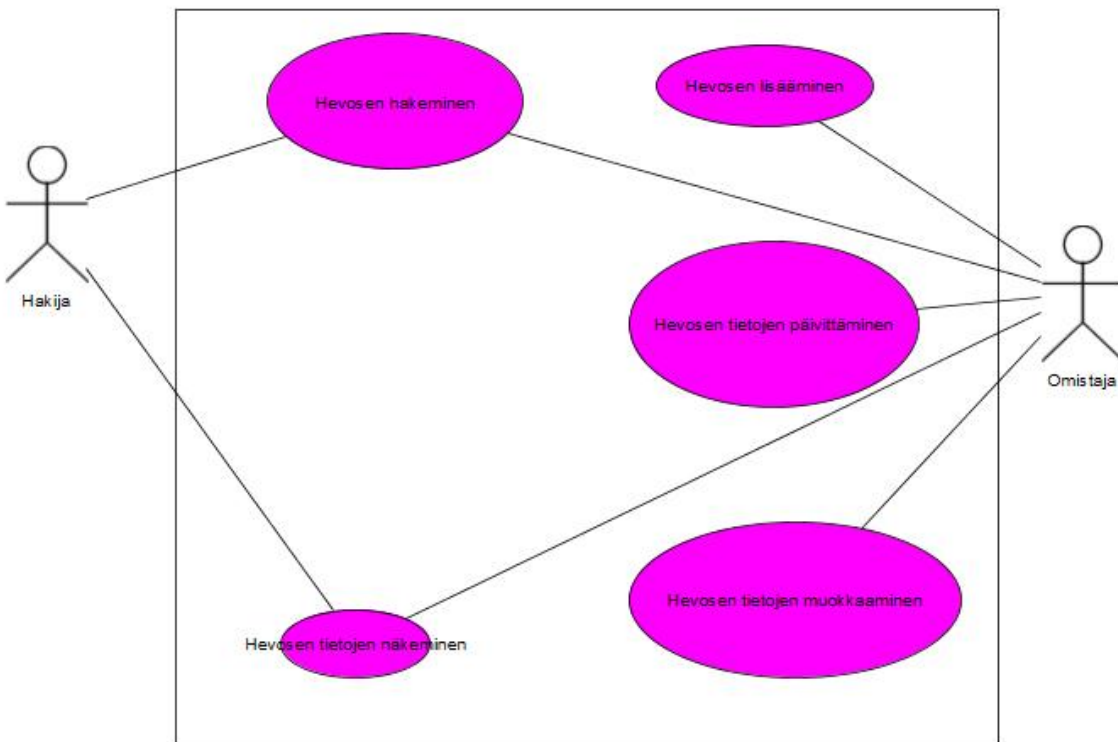 Hevosen hakeminen
Hevosen lisääminen
Hakija
Hevosen tietojen päivittäminen
Omistaja
Hevosen tietojen muokkaaminen
Hevosen tietojen näkeminen